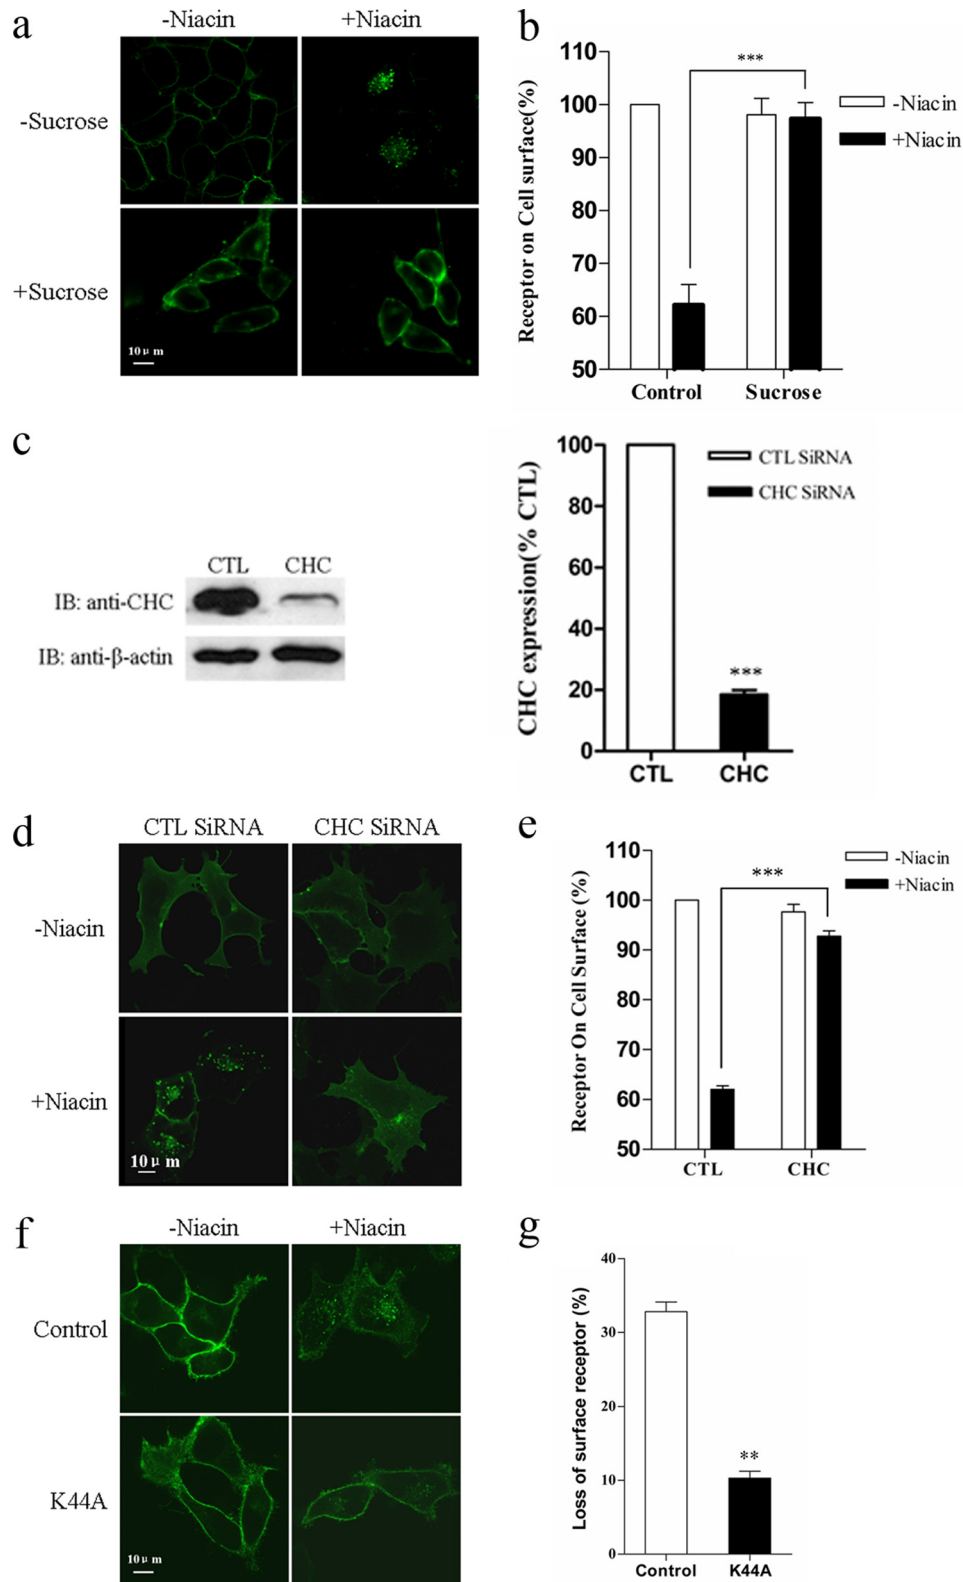 a
-Niacin +Niacin
-Sucrose
+Sucrose
10 μ m
b
110
100
90
80
70
60
50
Receptor on Cell surface(%)
***
-Niacin
+Niacin
Control Sucrose
c
CTL CHC
IB: anti-CHC
IB: anti-β-actin
100
80
60
40
20
0
CHC expression(% CTL)
CTL SiRNA
CHC SiRNA
***
CTL CHC
d
CTL SiRNA CHC SiRNA
-Niacin
+Niacin
10 μ m
e
110
100
90
80
70
60
50
Receptor On Cell Surface (%)
***
-Niacin
+Niacin
CTL CHC
f
-Niacin +Niacin
Control
K44A
10 μ m
g
40
30
20
10
0
Loss of surface receptor (%)
**
Control K44A